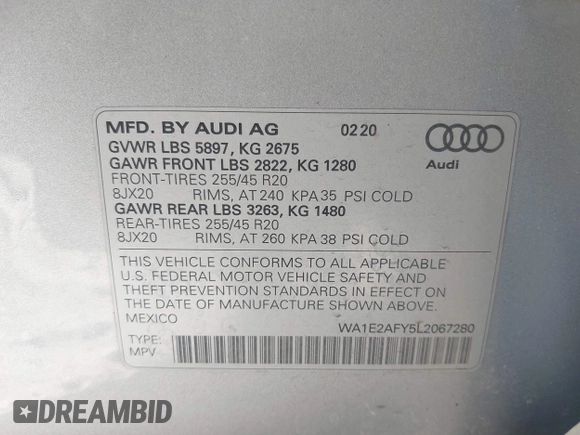 MFD. BY AUDI AG 02 20
GVWR LBS 5897, KG 2675
GAWR FRONT LBS 2822, KG 1280
FRONT-TIRES 255/45 R20
8JX20 RIMS, AT 240 KPA 35 PSI COLD
GAWR REAR LBS 3263, KG 1480
REAR-TIRES 255/45 R20
8JX20 RIMS, AT 260 KPA 38 PSI COLD
Audi
THIS VEHICLE CONFORMS TO ALL APPLICABLE
U.S. FEDERAL MOTOR VEHICLE SAFETY AND
THEFT PREVENTION STANDARDS IN EFFECT ON
THE DATE OF MANUFACTURE SHOWN ABOVE.
MEXICO WA1E2AFY5L2067280
TYPE:
MPV
DREAMBID